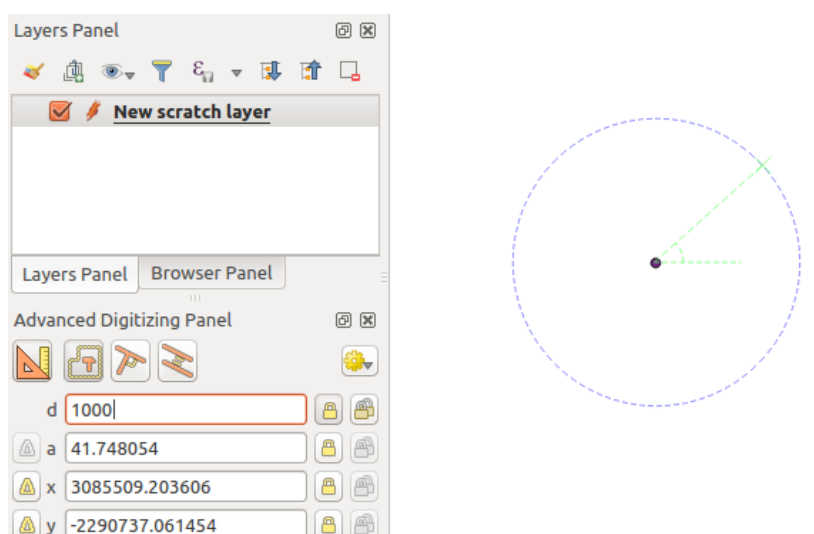 Layers Panel
New scratch layer
Layers Panel Browser Panel
Advanced Digitizing Panel
d 1000
a 41.748054
x 3085509.203606
y -2290737.061454